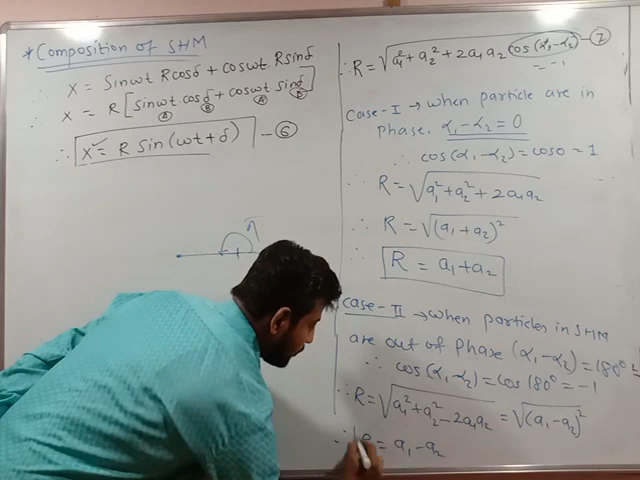 * Composition of SHM
∴ X = Sinωt Rcosδ + cosωt. Rsinδ
∴ X = R [sinωt cosδ + cosωt sinδ]
Ⓐ Ⓑ Ⓐ Ⓑ
∴ X = R Sin(ωt + δ) —⑥
π
∴ R = √a₁² + a₂² + 2a₁a₂ cos(α₁-α₂) —⑦
= -1
Case-I → when particle are in
Phase. α₁-α₂ = 0
∴ cos(α₁-α₂) = cos0 = 1
∴ R = √a₁² + a₂² + 2a₁a₂
∴ R = √(a₁ + a₂)²
∴ R = a₁ + a₂
Case-II → when particles in SHM
are out of Phase (α₁-α₂) = 180°
∴ cos(α₁-α₂) = cos 180° = -1
∴ R = √a₁² + a₂² - 2a₁a₂ = √(a₁-a₂)²
∴ R = a₁ - a₂